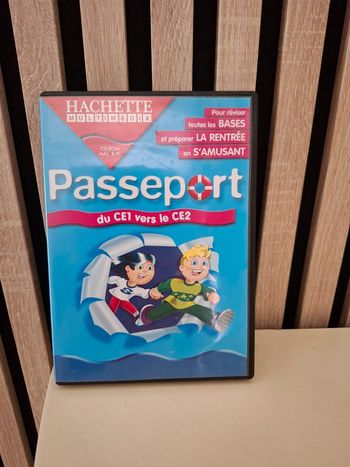 HACHETTE
MULTIMEDIA
CD-ROM
MAC & PC
Pour réviser
toutes les BASES
et préparer LA RENTRÉE
en S'AMUSANT
Passeport
du CE1 vers le CE2